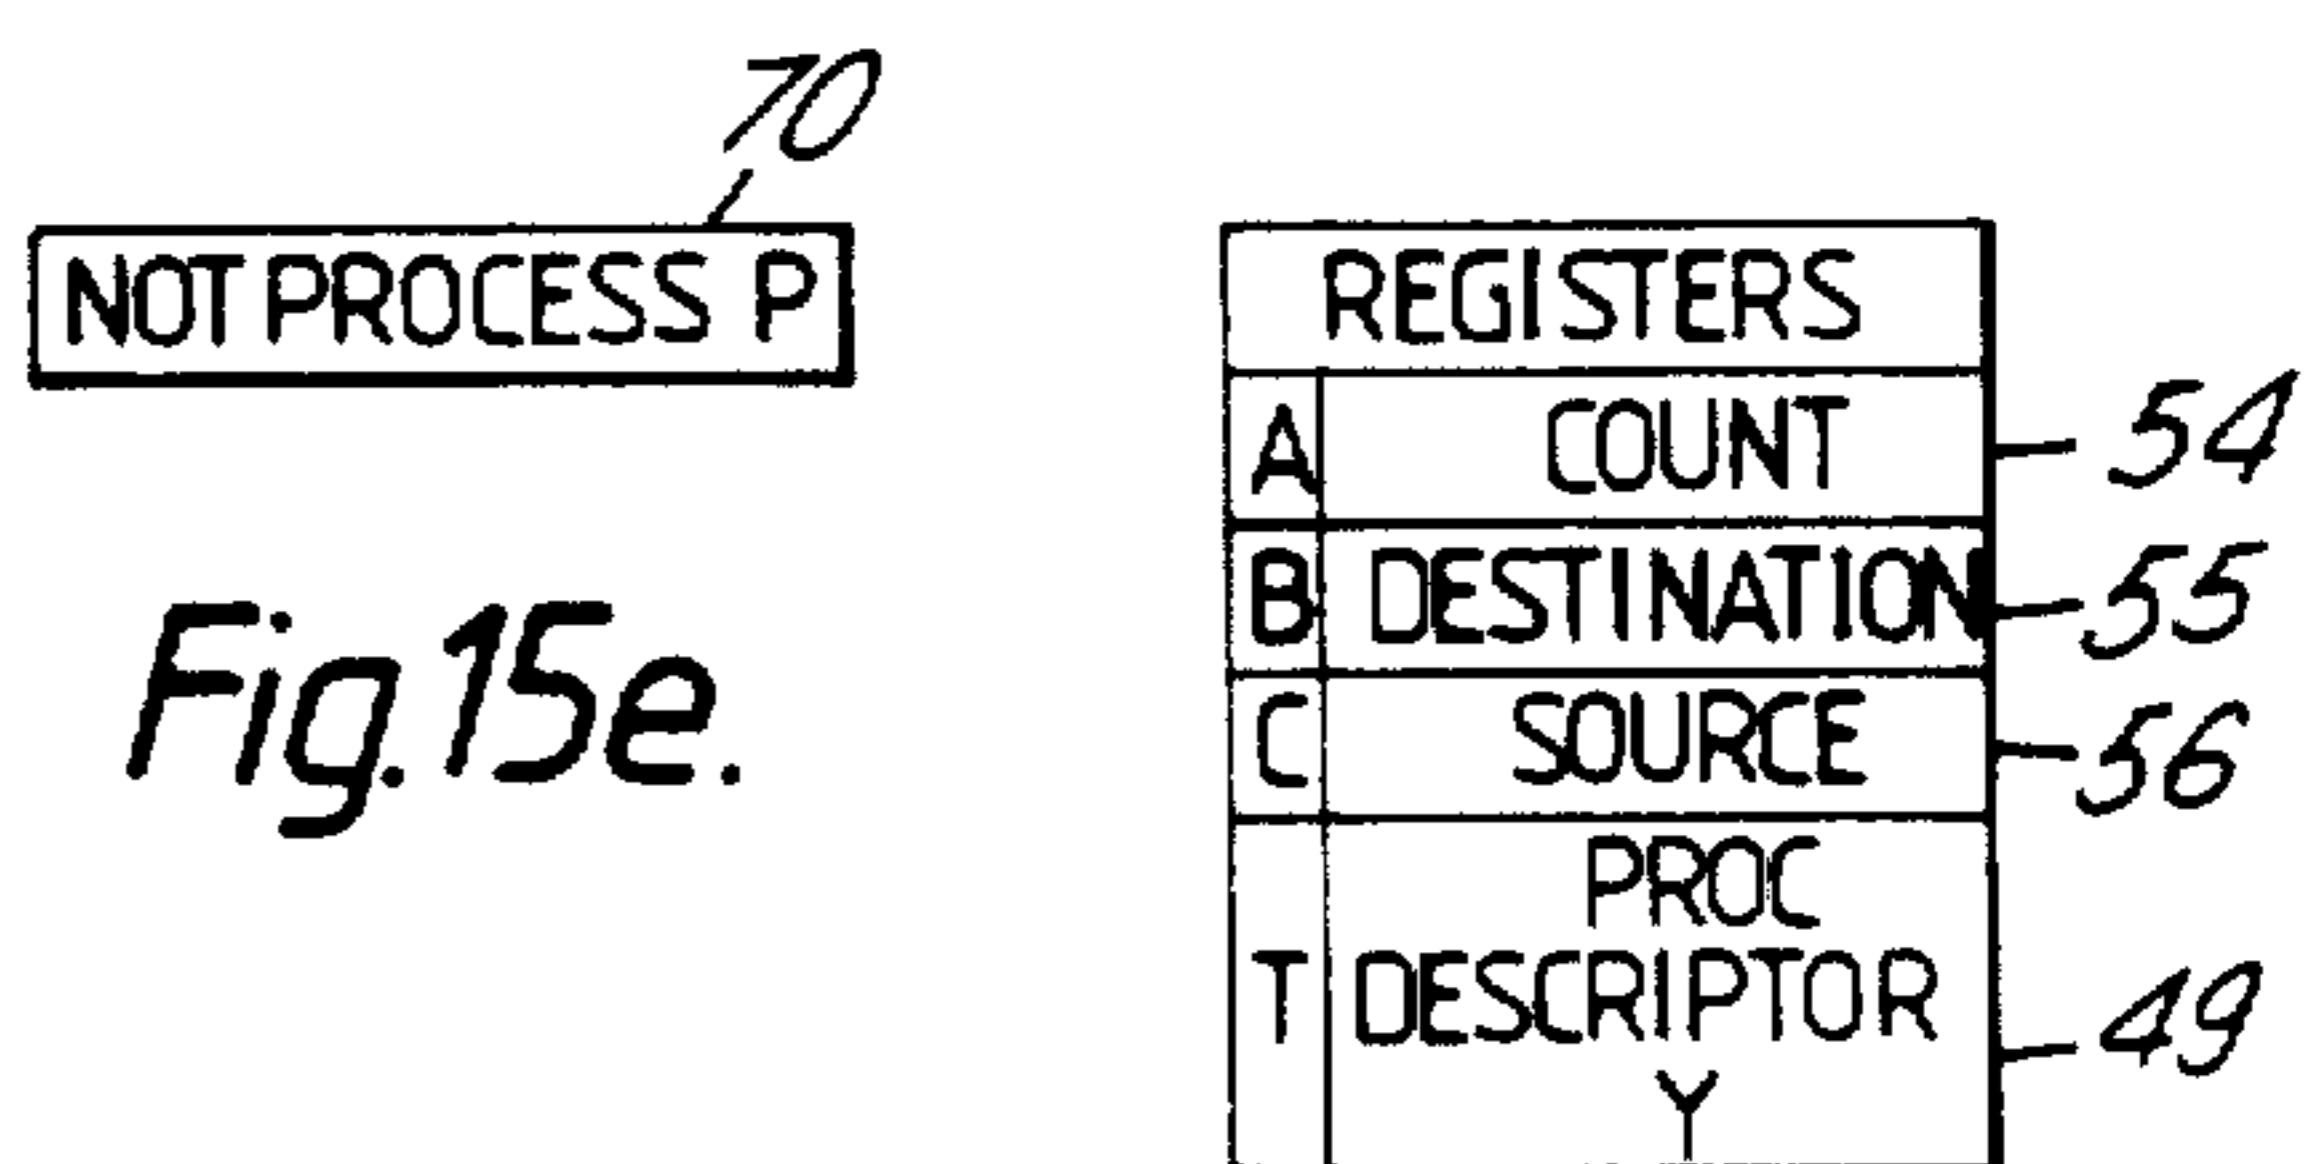 70
NOT PROCESS P
Fig.15e.
REGISTERS
A COUNT 54
B DESTINATION 55
C SOURCE 56
PROC
T DESCRIPTOR 49
Y